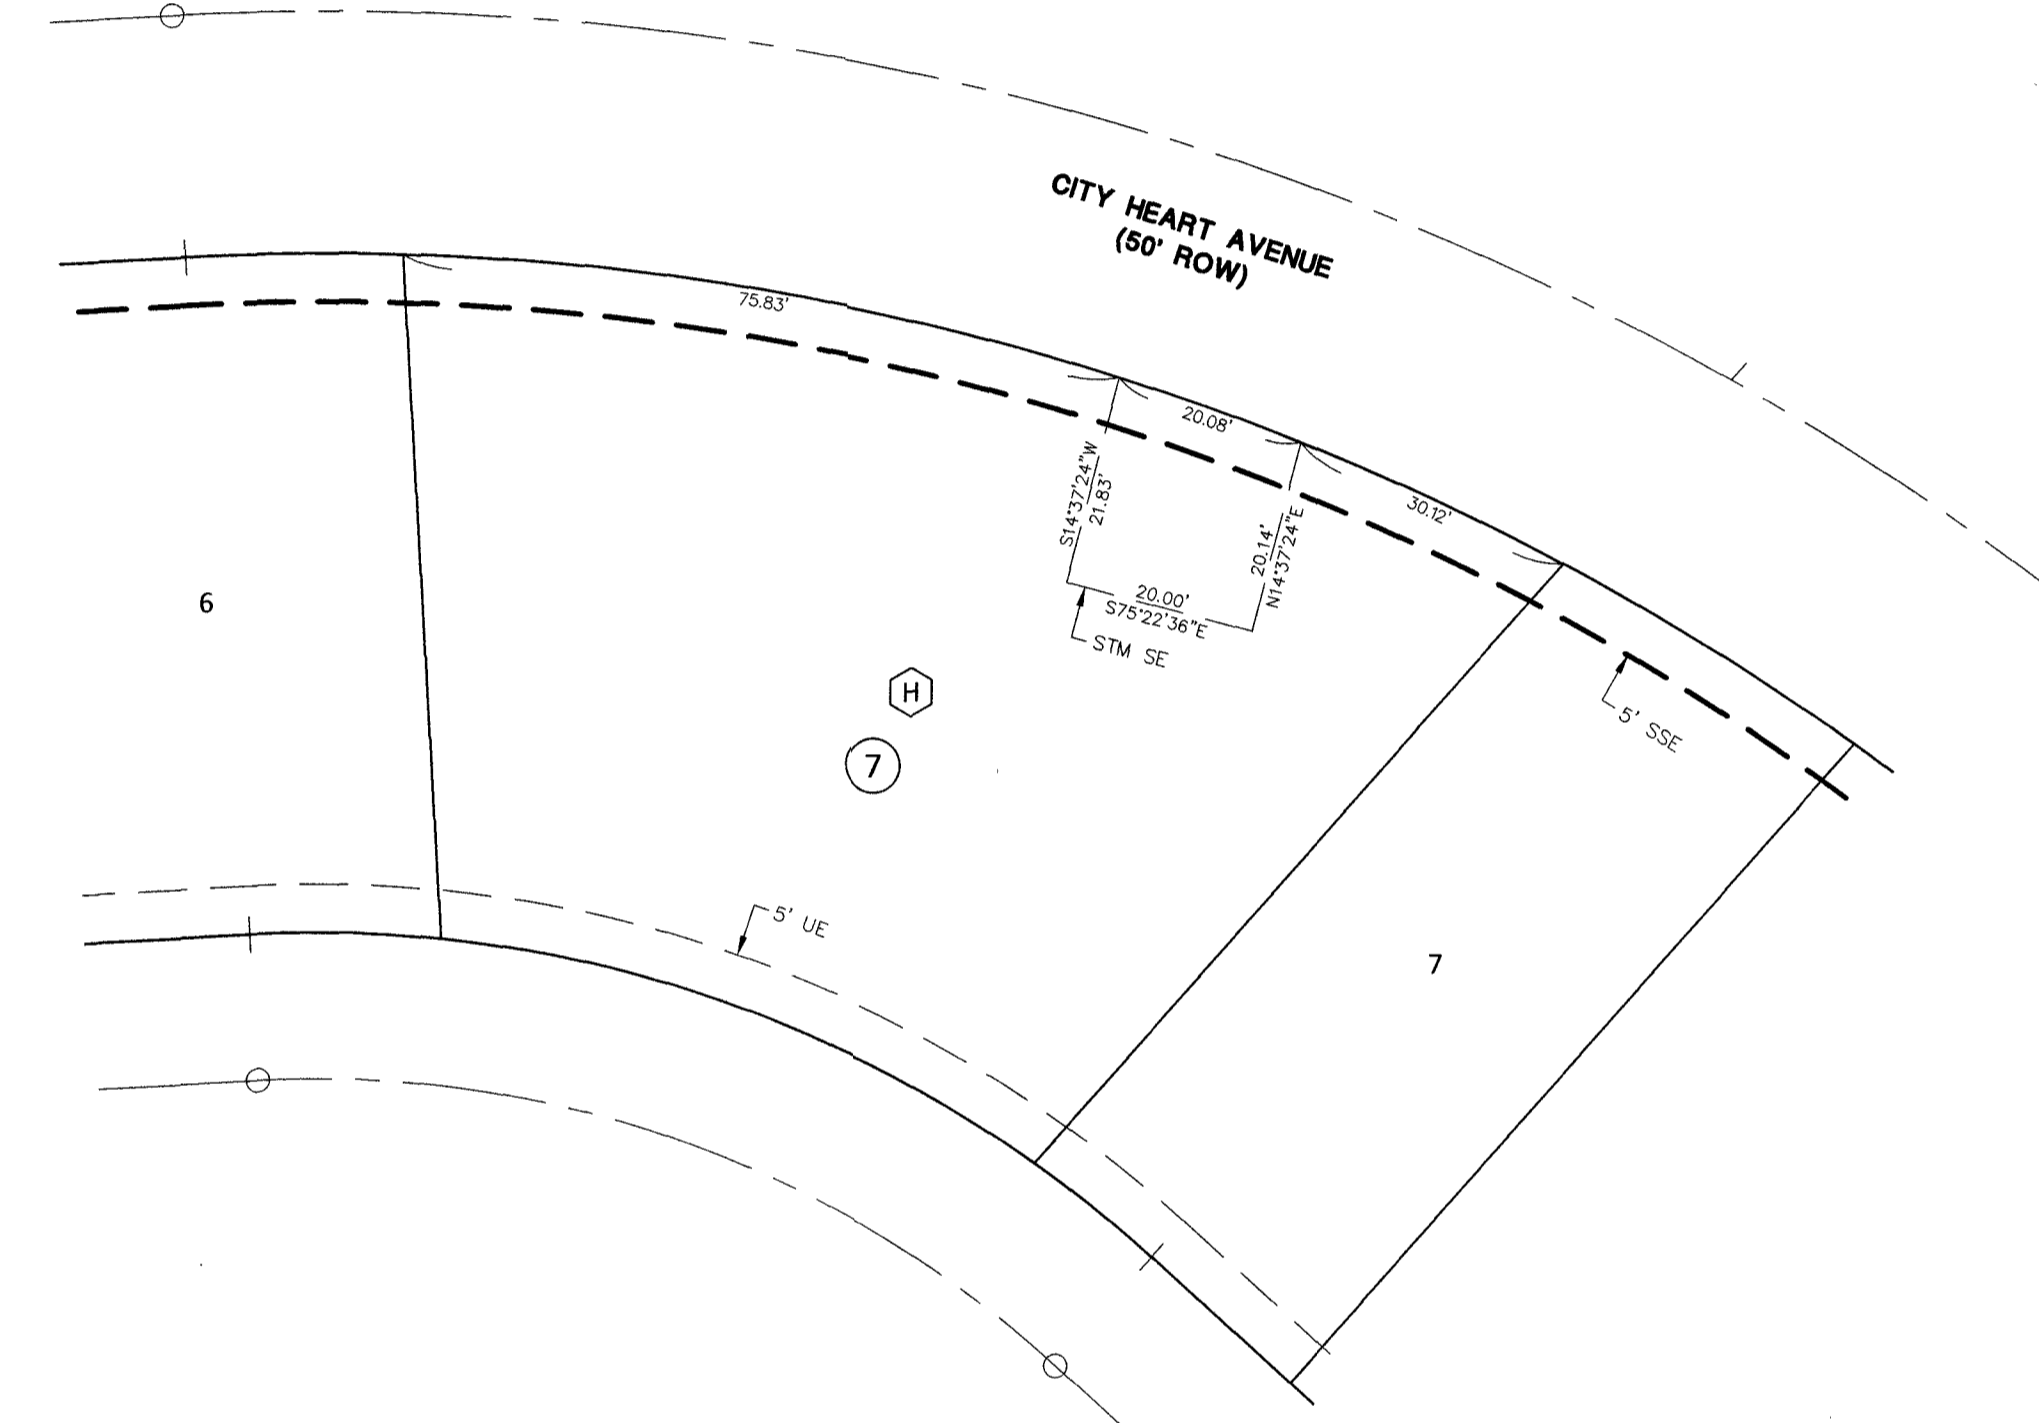 CITY HEART AVENUE
(50' ROW)
75.83'
20.08'
30.12'
S14°37'24"W
21.83'
20.14'
N14°37'24"E
20.00'
S75°22'36"E
STM SE
6
H
7
5' SSE
5' UE
7